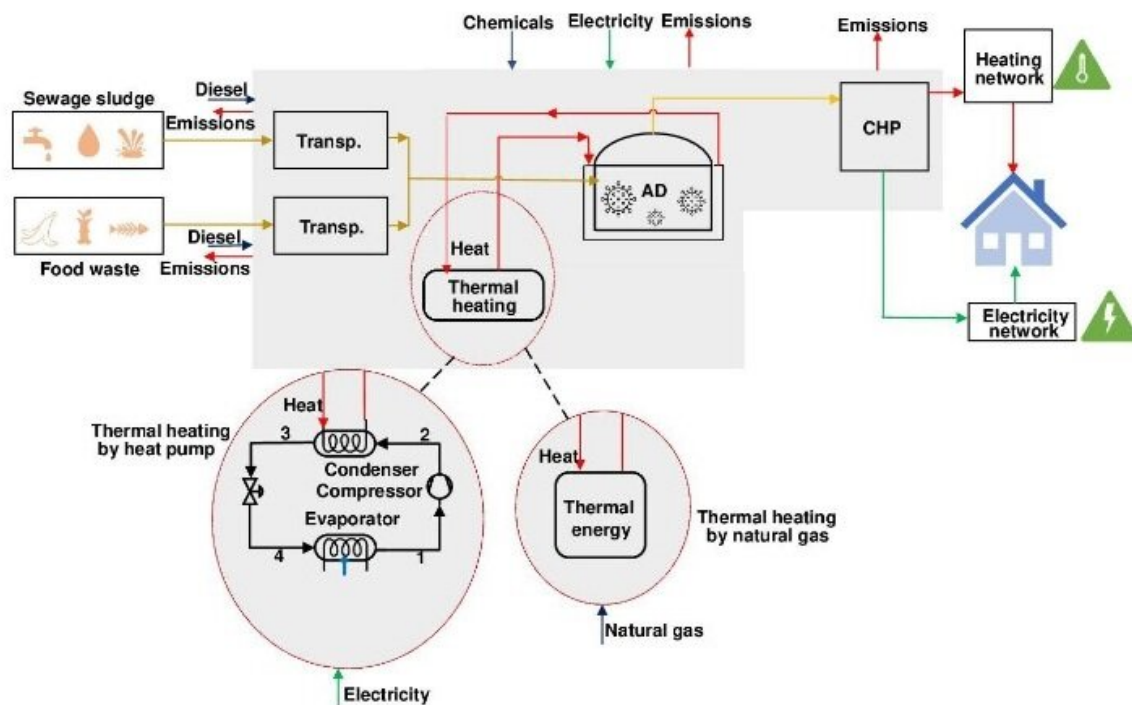 Chemicals
Electricity
Emissions
Emissions
Heating
network
Diesel
Sewage sludge
Emissions
Transp.
CHP
AD
Transp.
Diesel
Food waste
Emissions
Heat
Thermal
heating
Electricity
network
Heat
Thermal heating
by heat pump
3
2
Condenser
Compressor
Evaporator
4
1
Heat
Thermal
energy
Thermal heating
by natural gas
Natural gas
Electricity